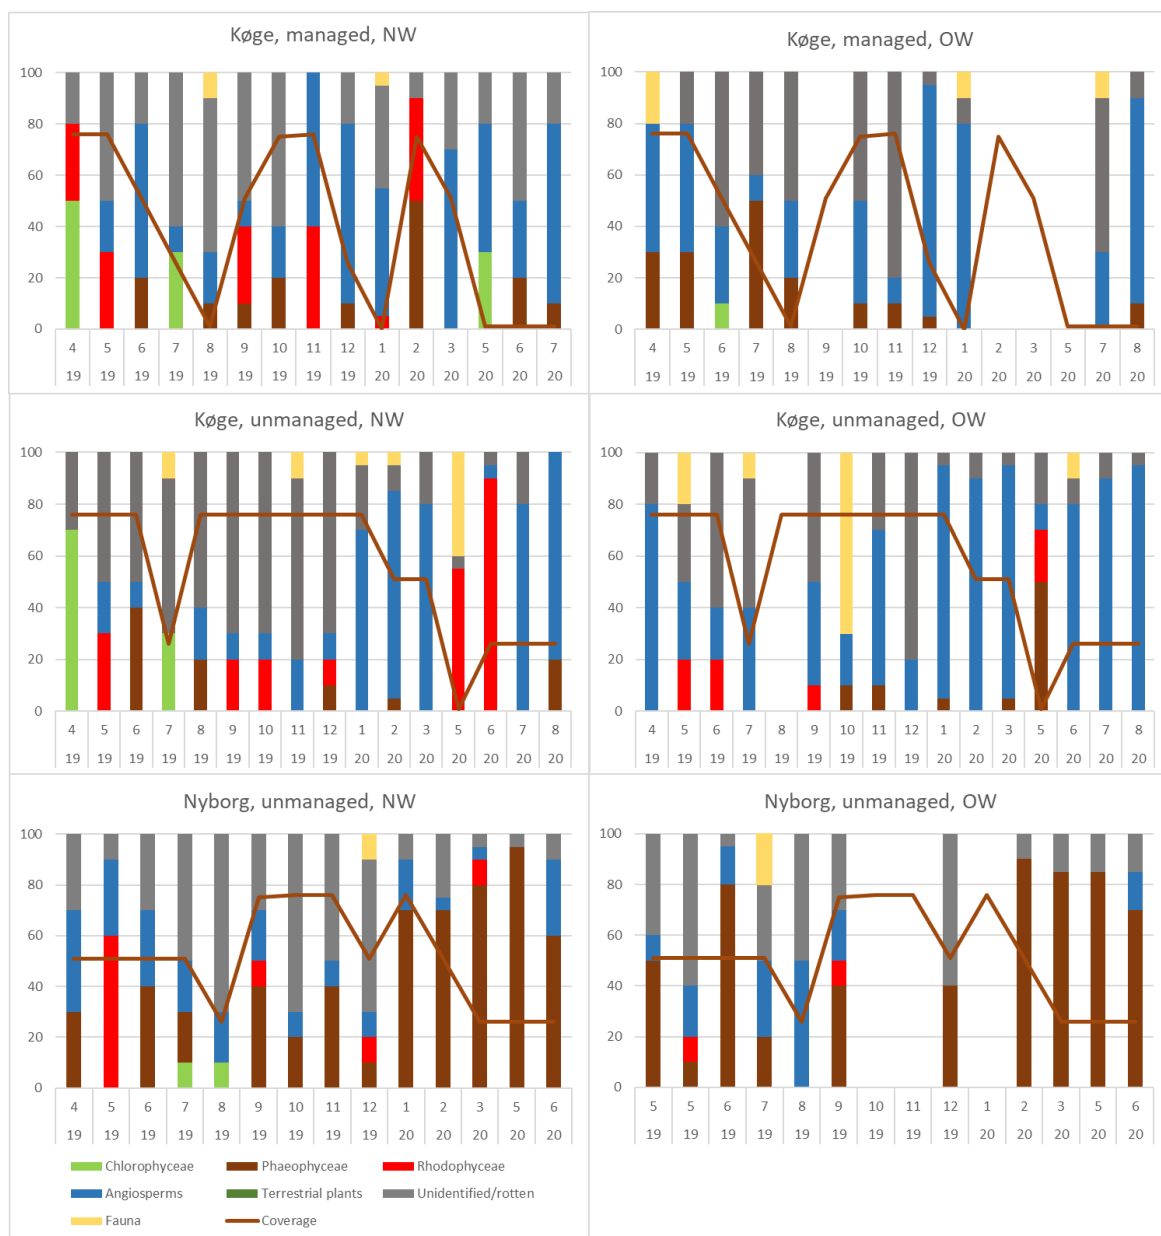 Køge, managed, NW
100
80
60
40
20
0
4 5 6 7 8 9 10 11 12 1 2 3 5 6 7
19 19 19 19 19 19 19 19 19 20 20 20 20 20 20
Køge, managed, OW
100
80
60
40
20
0
4 5 6 7 8 9 10 11 12 1 2 3 5 7 8
19 19 19 19 19 19 19 19 19 20 20 20 20 20 20
Køge, unmanaged, NW
100
80
60
40
20
0
4 5 6 7 8 9 10 11 12 1 2 3 5 6 7 8
19 19 19 19 19 19 19 19 19 20 20 20 20 20 20 20
Køge, unmanaged, OW
100
80
60
40
20
0
4 5 6 7 8 9 10 11 12 1 2 3 5 6 7 8
19 19 19 19 19 19 19 19 19 20 20 20 20 20 20 20
Nyborg, unmanaged, NW
100
80
60
40
20
0
4 5 6 7 8 9 10 11 12 1 2 3 5 6
19 19 19 19 19 19 19 19 19 20 20 20 20 20
Nyborg, unmanaged, OW
100
80
60
40
20
0
5 5 6 7 8 9 10 11 12 1 2 3 5 6
19 19 19 19 19 19 19 19 19 20 20 20 20 20
Chlorophyceae Phaeophyceae Rhodophyceae
Angiosperms Terrestrial plants Unidentified/rotten
Fauna Coverage